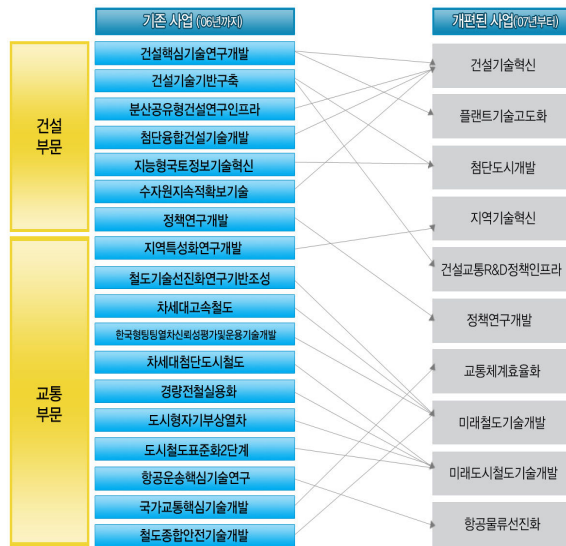 기존 사업 ('06년까지)
개편된 사업('07년부터)
건설
부문
건설핵심기술연구개발
건설기술기반구축
분산공유형건설연구인프라
첨단융합건설기술개발
지능형국토정보기술혁신
수자원지속적확보기술
정책연구개발
교통
부문
지역특성화연구개발
철도기술선진화연구기반조성
차세대고속철도
한국형틸팅열차신뢰성평가및운용기술개발
차세대첨단도시철도
경량전철실용화
도시형자기부상열차
도시철도표준화2단계
항공운송핵심기술연구
국가교통핵심기술개발
철도종합안전기술개발
건설기술혁신
플랜트기술고도화
첨단도시개발
지역기술혁신
건설교통R&D정책인프라
정책연구개발
교통체계효율화
미래철도기술개발
미래도시철도기술개발
항공물류선진화